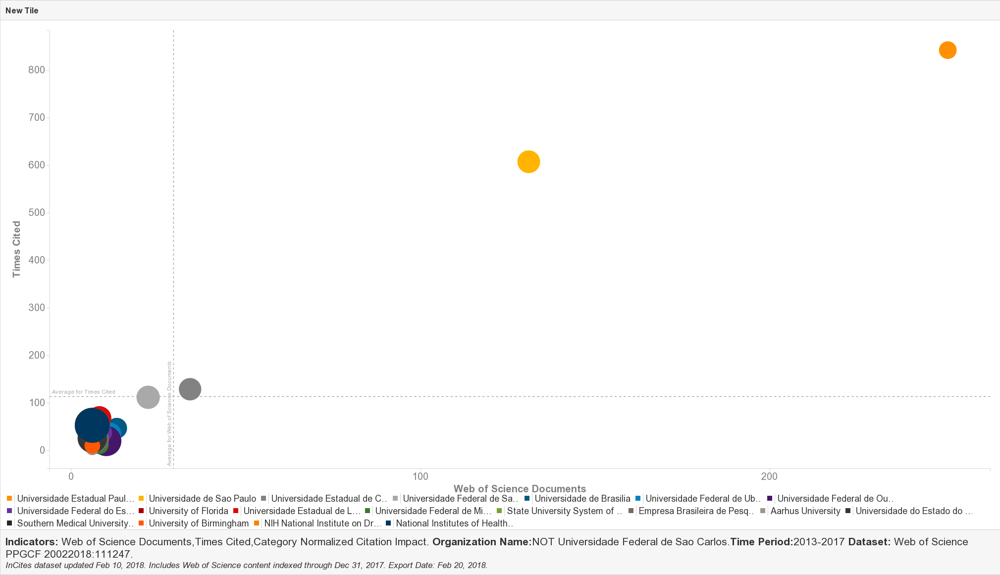 New Tile
800
700
600
500
400
300
200
100
0
Times Cited
Average for Times Cited
Average for Web of Science Documents
0 100 200
Web of Science Documents
Universidade Estadual Paul... Universidade de Sao Paulo Universidade Estadual de C.. Universidade Federal de Sa.. Universidade de Brasilia Universidade Federal de Ub.. Universidade Federal de Ou..
Universidade Federal do Es... University of Florida Universidade Estadual de L... Universidade Federal de Mi... State University System of .. Empresa Brasileira de Pesq.. Aarhus University Universidade do Estado do ...
Southern Medical University.. University of Birmingham NIH National Institute on Dr... National Institutes of Health..
Indicators: Web of Science Documents,Times Cited,Category Normalized Citation Impact. Organization Name:NOT Universidade Federal de Sao Carlos.Time Period:2013-2017 Dataset: Web of Science
PPGCF 20022018:111247.
InCites dataset updated Feb 10, 2018. Includes Web of Science content indexed through Dec 31, 2017. Export Date: Feb 20, 2018.